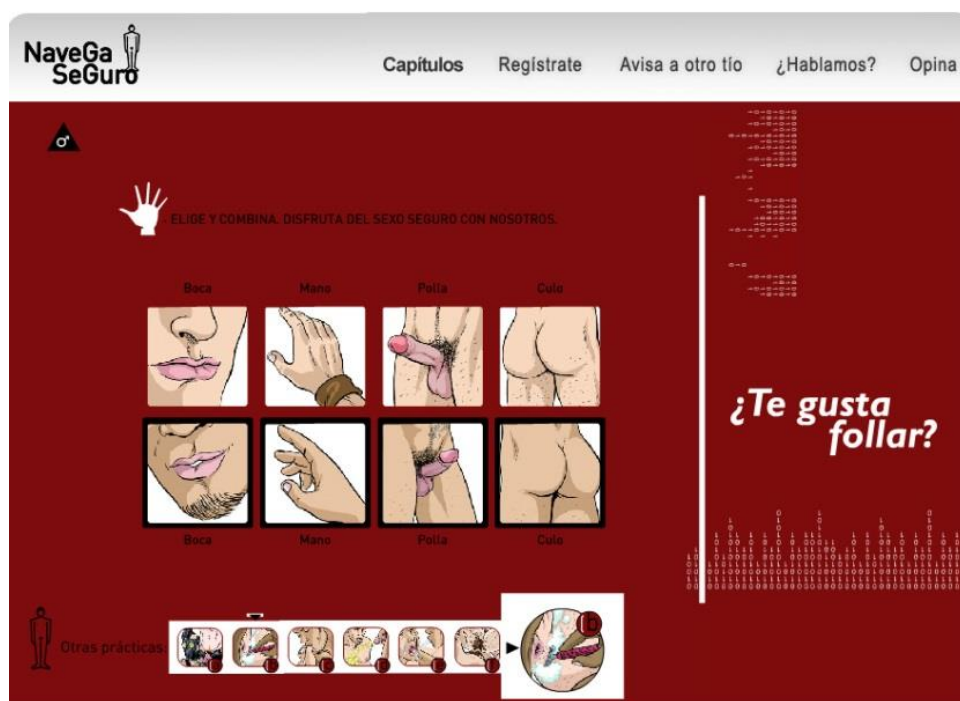 NaveGa
SeGuro
Capítulos
Regístrate
Avisa a otro tío
¿Hablamos?
Opina
- ELIGE Y COMBINA. DISFRUTA DEL SEXO SEGURO CON NOSOTROS.
Boca
Mano
Polla
Culo
¿Te gusta
follar?
Boca
Mano
Polla
Culo
Otras prácticas: